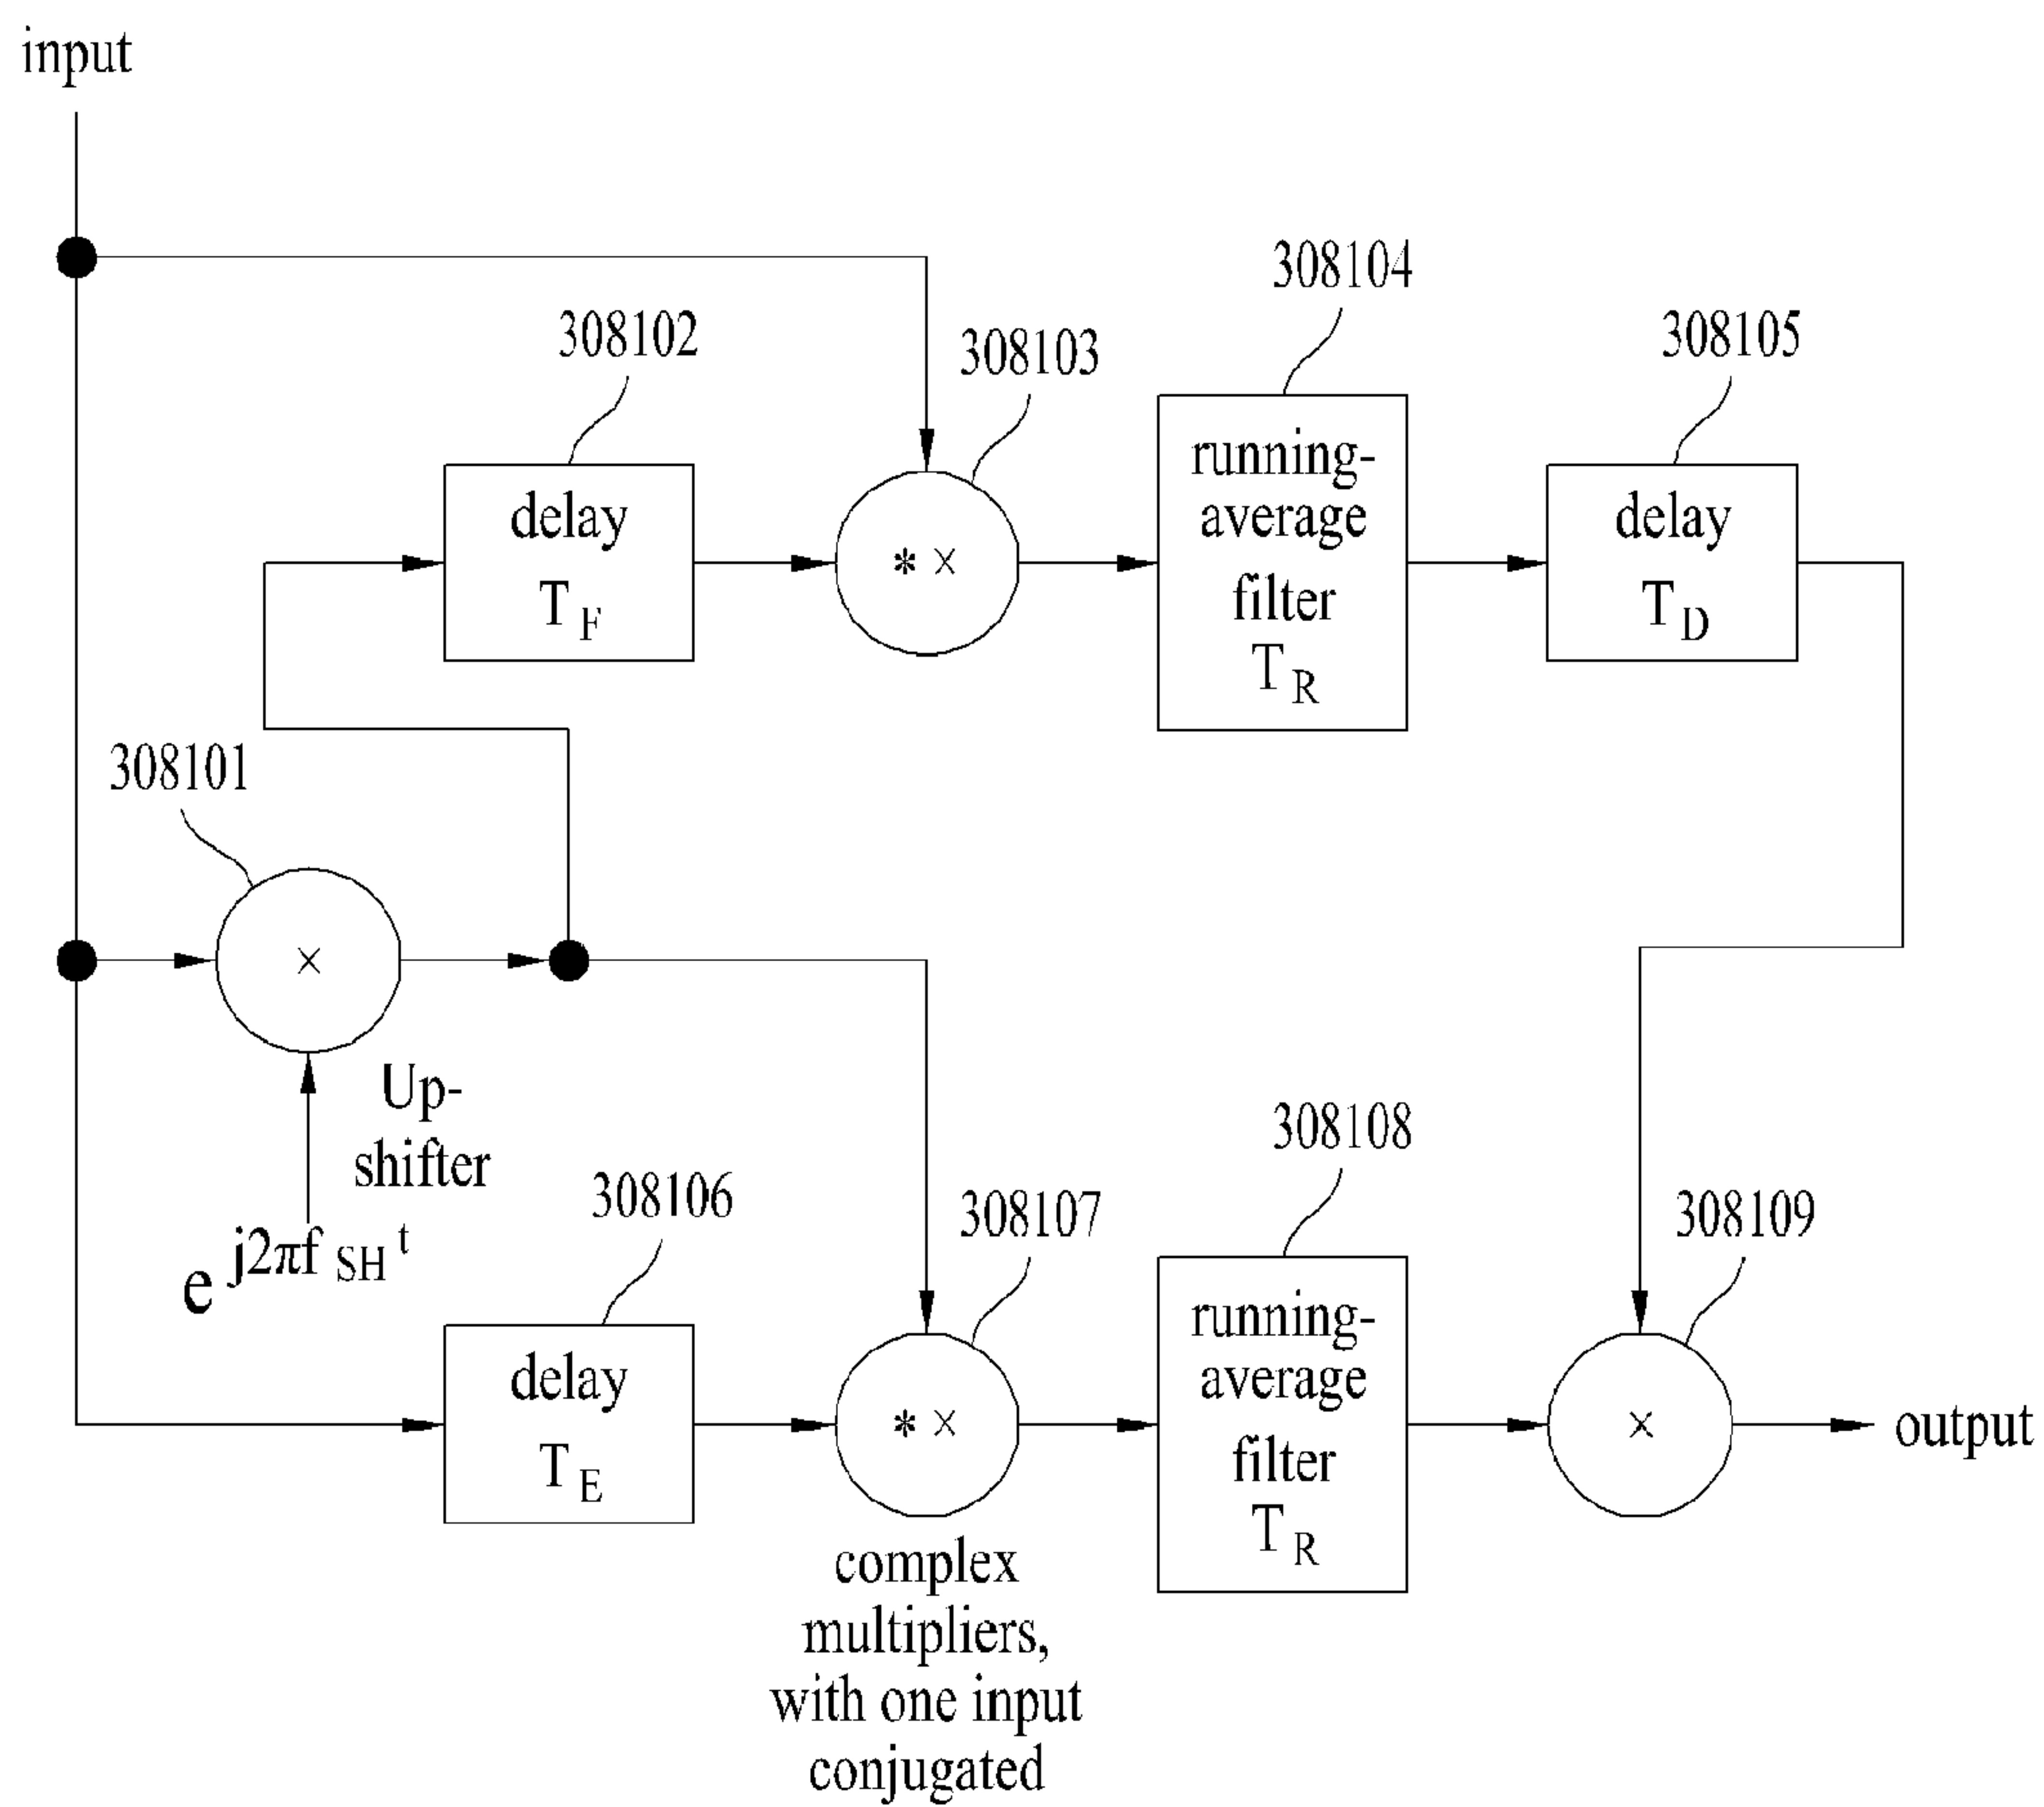 input
308104
308102
308103
308105
delay
T F
* ×
running-
average
filter
T R
delay
T D
308101
×
Up-
shifter
e j2πf SH t
308106
308107
308108
308109
delay
T E
* ×
running-
average
filter
T R
×
output
complex
multipliers,
with one input
conjugated